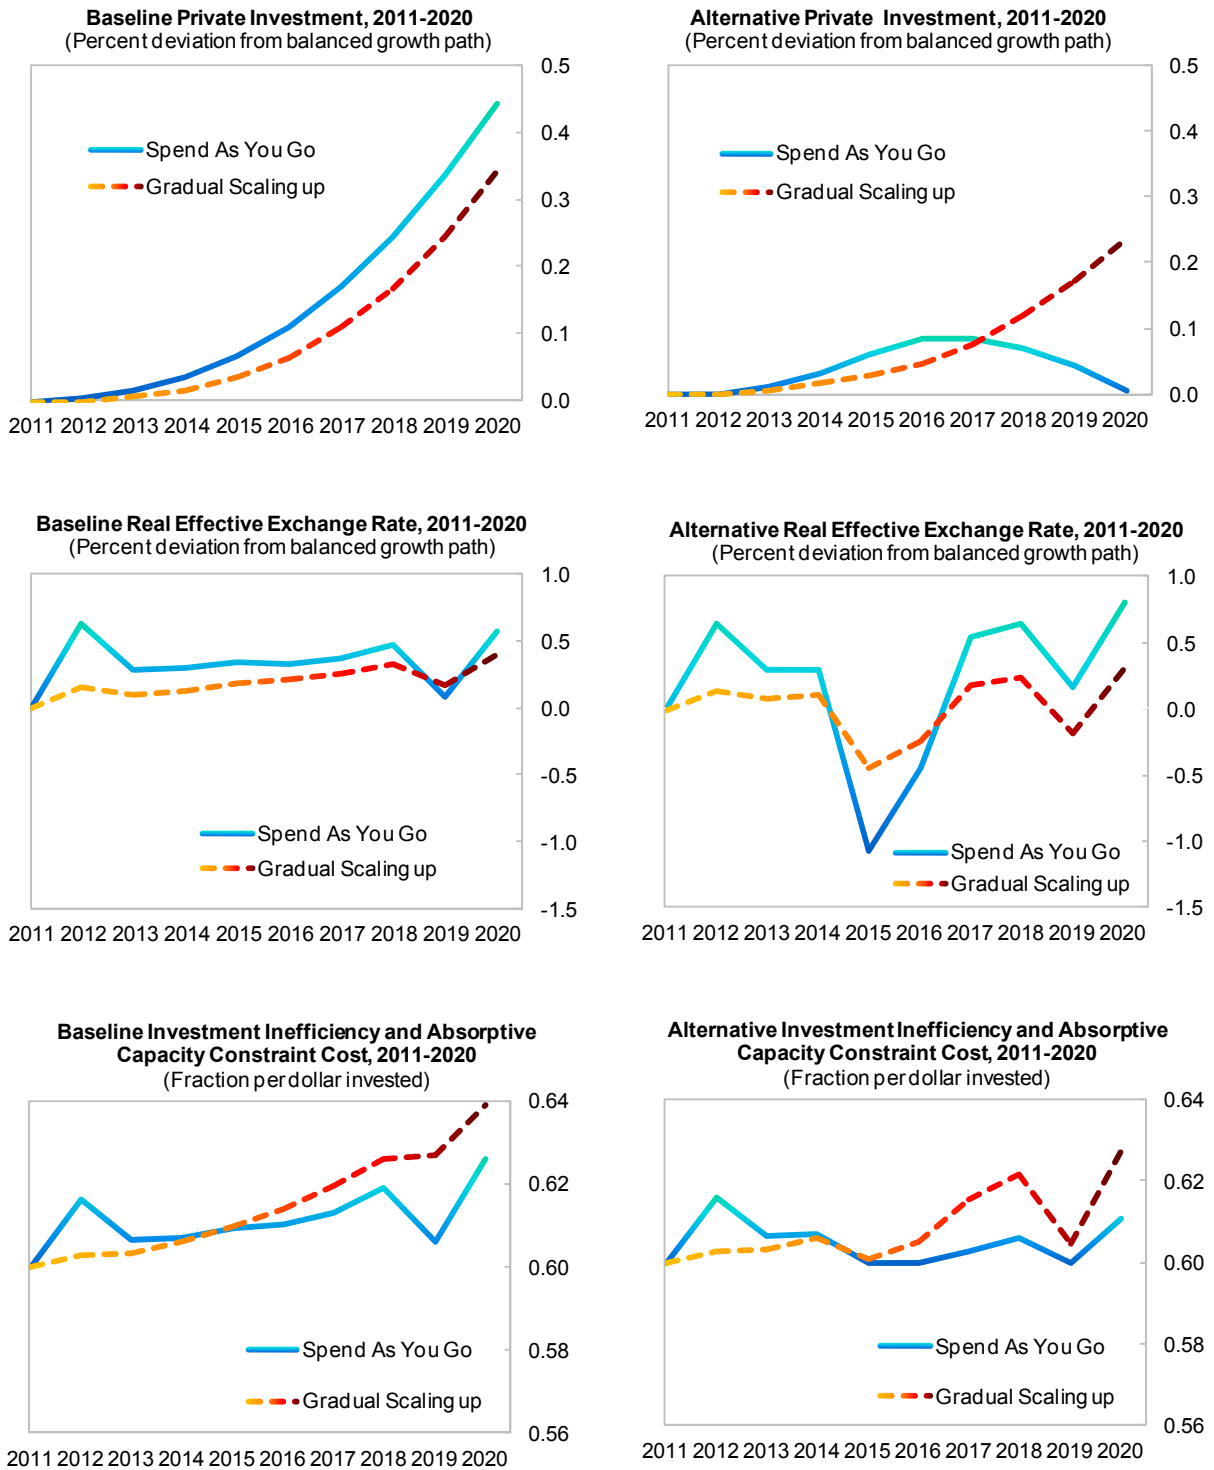 Baseline Private Investment, 2011-2020
(Percent deviation from balanced growth path)
0.5
0.4
0.3
0.2
0.1
0.0
Spend As You Go
Gradual Scaling up
2011 2012 2013 2014 2015 2016 2017 2018 2019 2020
Alternative Private Investment, 2011-2020
(Percent deviation from balanced growth path)
0.5
0.4
0.3
0.2
0.1
0.0
Spend As You Go
Gradual Scaling up
2011 2012 2013 2014 2015 2016 2017 2018 2019 2020
Baseline Real Effective Exchange Rate, 2011-2020
(Percent deviation from balanced growth path)
1.0
0.5
0.0
-0.5
-1.0
-1.5
Spend As You Go
Gradual Scaling up
2011 2012 2013 2014 2015 2016 2017 2018 2019 2020
Alternative Real Effective Exchange Rate, 2011-2020
(Percent deviation from balanced growth path)
1.0
0.5
0.0
-0.5
-1.0
-1.5
Spend As You Go
Gradual Scaling up
2011 2012 2013 2014 2015 2016 2017 2018 2019 2020
Baseline Investment Inefficiency and Absorptive
Capacity Constraint Cost, 2011-2020
(Fraction per dollar invested)
0.64
0.62
0.60
0.58
0.56
Spend As You Go
Gradual Scaling up
2011 2012 2013 2014 2015 2016 2017 2018 2019 2020
Alternative Investment Inefficiency and Absorptive
Capacity Constraint Cost, 2011-2020
(Fraction per dollar invested)
0.64
0.62
0.60
0.58
0.56
Spend As You Go
Gradual Scaling up
2011 2012 2013 2014 2015 2016 2017 2018 2019 2020